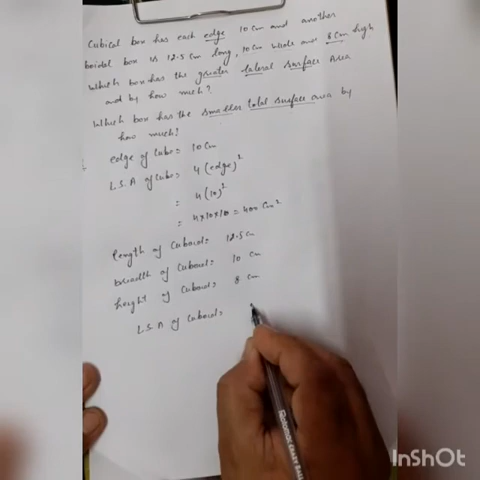 Cubical box has each edge 10 cm and another
boidal box is 12.5 cm long, 10 cm wide and 8 cm high
Which box has the greater lateral surface Area
and by how much?
Which box has the smaller total surface area by
how much?
edge of Cube = 10 cm
L.S.A of Cube = 4 (edge)²
= 4 (10)²
= 4×10×10 = 400 cm²
length of Cuboid = 12.5 cm
breadth of Cuboid = 10 cm
height of Cuboid = 8 cm
L.S.A of Cuboid =
InShOt